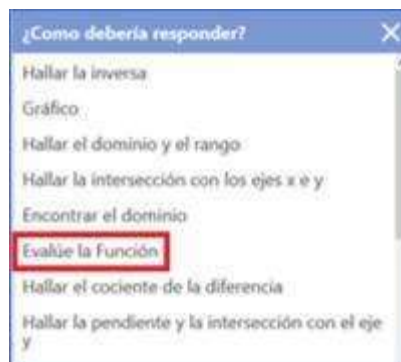 ¿Como debería responder?
Hallar la inversa
Gráfico
Hallar el dominio y el rango
Hallar la intersección con los ejes x e y
Encontrar el dominio
Evalúe la Función
Hallar el cociente de la diferencia
Hallar la pendiente y la intersección con el eje
y